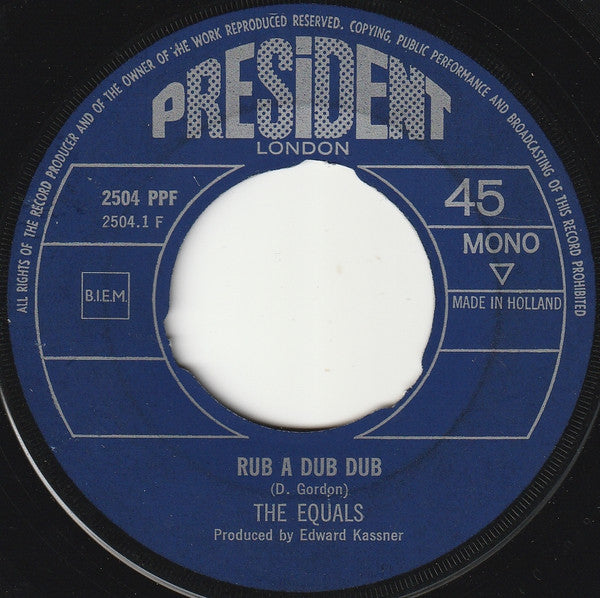 ALL RIGHTS OF THE RECORD PRODUCER AND OF THE OWNER OF THE WORK REPRODUCED RESERVED. COPYING, PUBLIC PERFORMANCE AND BROADCASTING OF THIS RECORD PROHIBITED
PRESiDENT
LONDON
2504 PPF
2504.1 F
45
MONO
B.I.E.M.
MADE IN HOLLAND
RUB A DUB DUB
(D. Gordon)
THE EQUALS
Produced by Edward Kassner